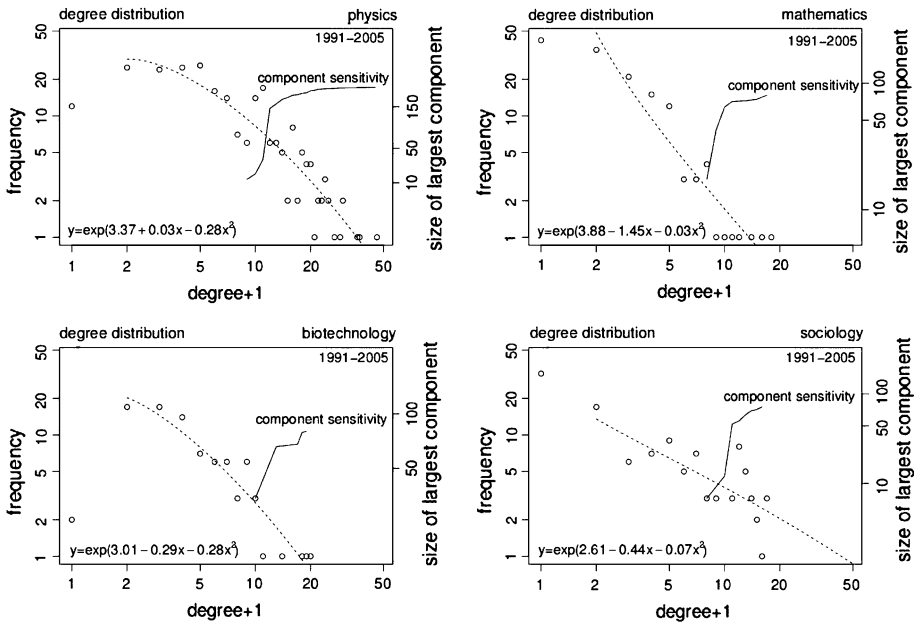 degree distribution physics
1991−2005
component sensitivity
y=exp(3.37+0.03x−0.28x²)
frequency
1 2 5 10 20 50
size of largest component
10 50 150
1 2 5 10 20 50
degree+1
degree distribution mathematics
1991−2005
component sensitivity
y=exp(3.88−1.45x−0.03x²)
frequency
1 2 5 10 20 50
size of largest component
10 50 100
1 2 5 10 20 50
degree+1
degree distribution biotechnology
1991−2005
component sensitivity
y=exp(3.01−0.29x−0.28x²)
frequency
1 2 5 10 20 50
size of largest component
50 100
1 2 5 10 20 50
degree+1
degree distribution sociology
1991−2005
component sensitivity
y=exp(2.61−0.44x−0.07x²)
frequency
1 2 5 10 20 50
size of largest component
10 50 100
1 2 5 10 20 50
degree+1